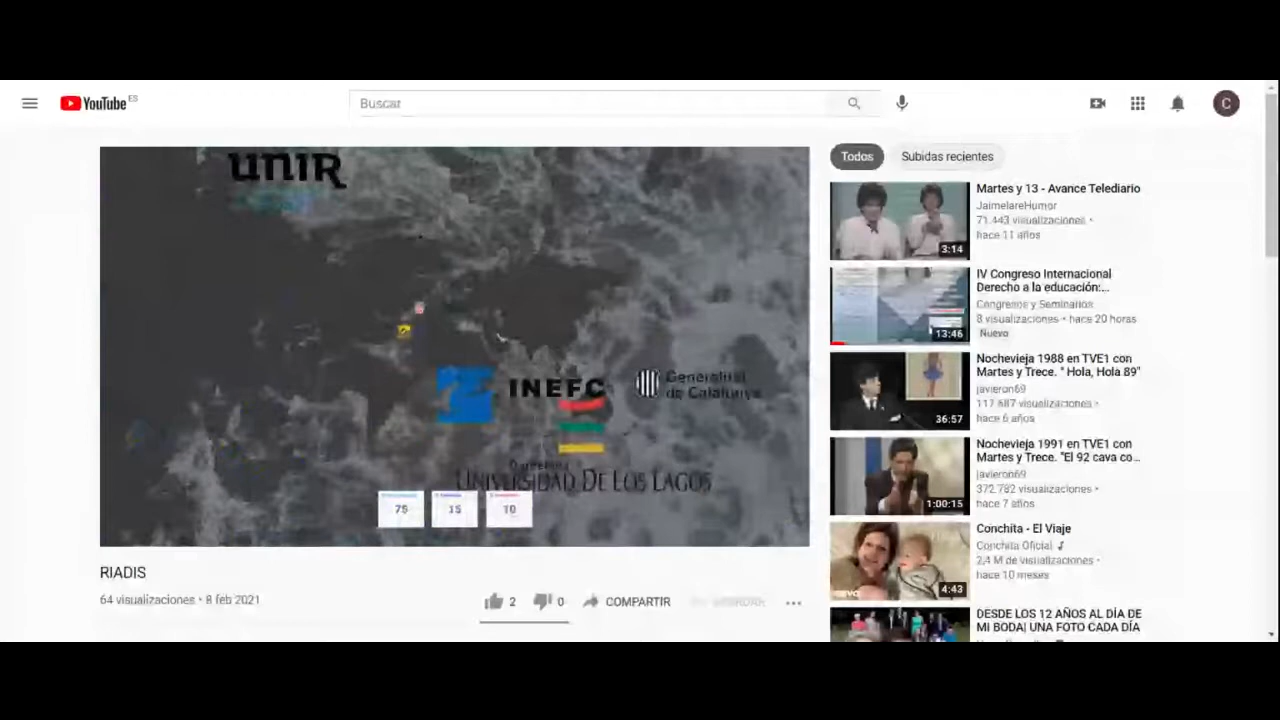 YouTube ES
Buscar
C
unir
INEFC
Generalitat
de Catalunya
Barcelona
UNIVERSIDAD DE LOS LAGOS
75
15
10
RIADIS
64 visualizaciones • 8 feb 2021
2
0
COMPARTIR
GUARDAR
Todos
Subidas recientes
Martes y 13 - Avance Telediario
JaimelareHumor
71.443 visualizaciones •
hace 11 años
3:14
IV Congreso Internacional
Derecho a la educación:...
Congresos y Seminarios
8 visualizaciones • hace 20 horas
Nuevo
13:46
Nochevieja 1988 en TVE1 con
Martes y Trece. " Hola, Hola 89"
javieron69
117.687 visualizaciones •
hace 6 años
36:57
Nochevieja 1991 en TVE1 con
Martes y Trece. "El 92 cava co...
javieron69
372.782 visualizaciones •
hace 7 años
1:00:15
Conchita - El Viaje
Conchita Oficial
2,4 M de visualizaciones •
hace 10 meses
vevo
4:43
DESDE LOS 12 AÑOS AL DÍA DE
MI BODA| UNA FOTO CADA DÍA